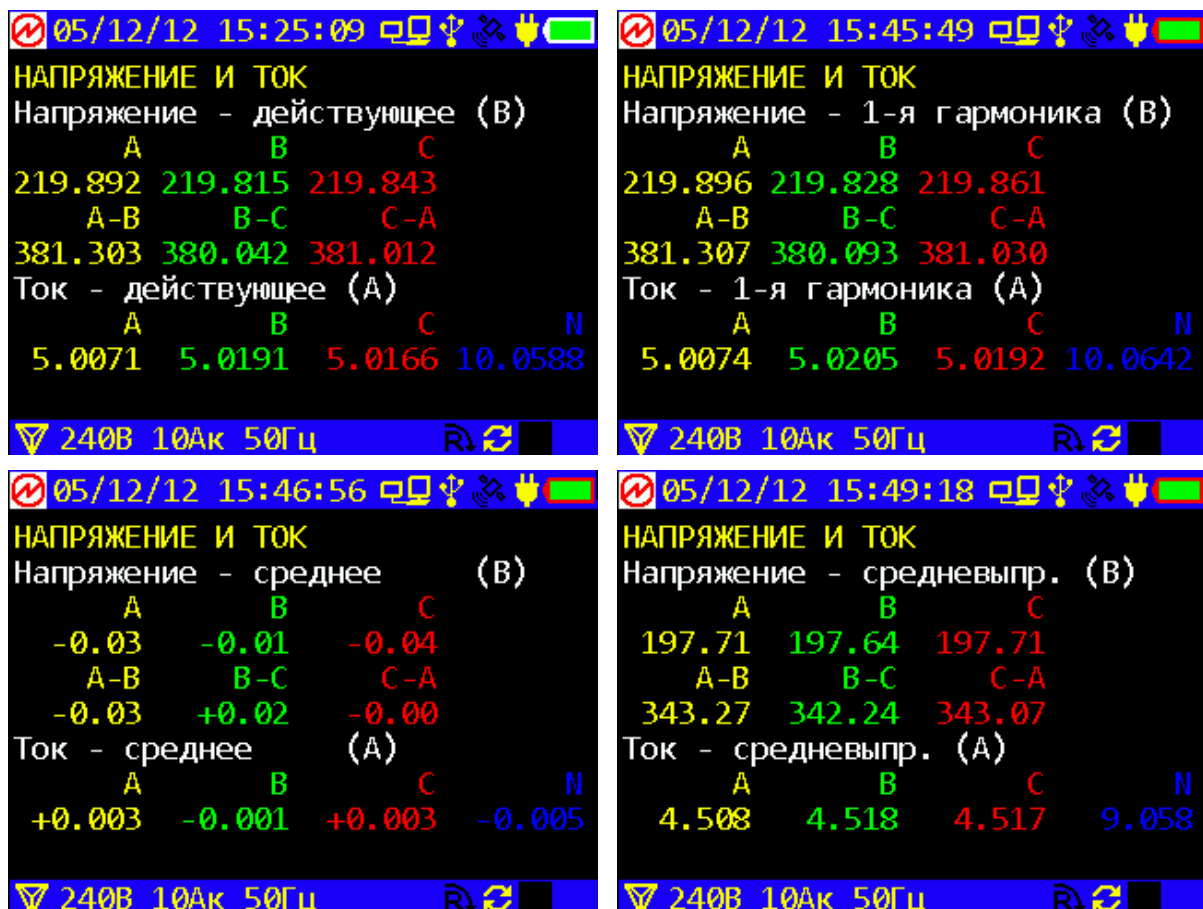 05/12/12 15:25:09
НАПРЯЖЕНИЕ И ТОК
Напряжение - действующее (В)
A B C
219.892 219.815 219.843
A-B B-C C-A
381.303 380.042 381.012
Ток - действующее (А)
A B C N
5.0071 5.0191 5.0166 10.0588
240В 10Ак 50Гц R
05/12/12 15:45:49
НАПРЯЖЕНИЕ И ТОК
Напряжение - 1-я гармоника (В)
A B C
219.896 219.828 219.861
A-B B-C C-A
381.307 380.093 381.030
Ток - 1-я гармоника (А)
A B C N
5.0074 5.0205 5.0192 10.0642
240В 10Ак 50Гц R
05/12/12 15:46:56
НАПРЯЖЕНИЕ И ТОК
Напряжение - среднее (В)
A B C
-0.03 -0.01 -0.04
A-B B-C C-A
-0.03 +0.02 -0.00
Ток - среднее (А)
A B C N
+0.003 -0.001 +0.003 -0.005
240В 10Ак 50Гц R
05/12/12 15:49:18
НАПРЯЖЕНИЕ И ТОК
Напряжение - средневыпр. (В)
A B C
197.71 197.64 197.71
A-B B-C C-A
343.27 342.24 343.07
Ток - средневыпр. (А)
A B C N
4.508 4.518 4.517 9.058
240В 10Ак 50Гц R